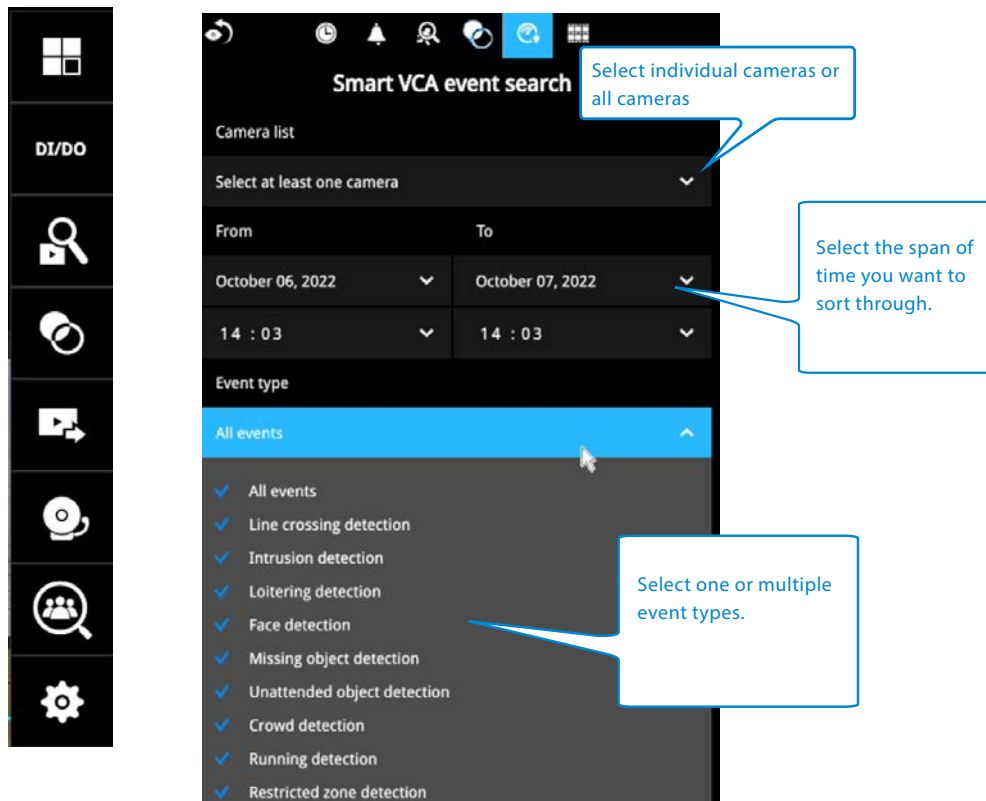 DI/DO
Smart VCA event search
Select individual cameras or
all cameras
Camera list
Select at least one camera
From
To
October 06, 2022
October 07, 2022
14 : 03
14 : 03
Select the span of
time you want to
sort through.
Event type
All events
All events
Line crossing detection
Intrusion detection
Loitering detection
Face detection
Missing object detection
Unattended object detection
Crowd detection
Running detection
Restricted zone detection
Select one or multiple
event types.